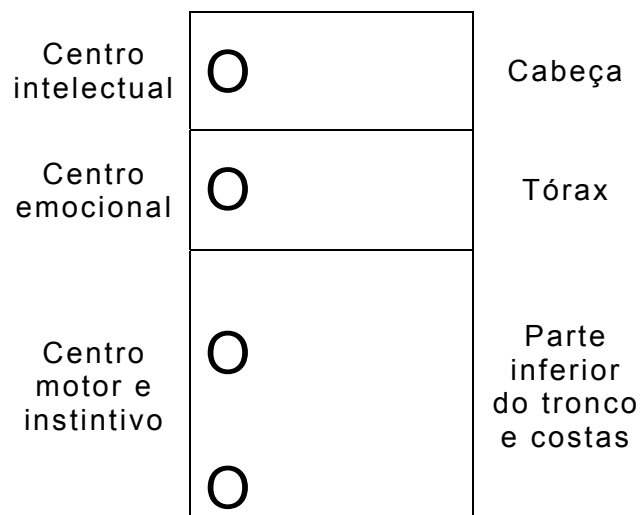 Centro
intelectual
O
Cabeça
Centro
emocional
O
Tórax
Centro
motor e
instintivo
O
O
Parte
inferior
do tronco
e costas